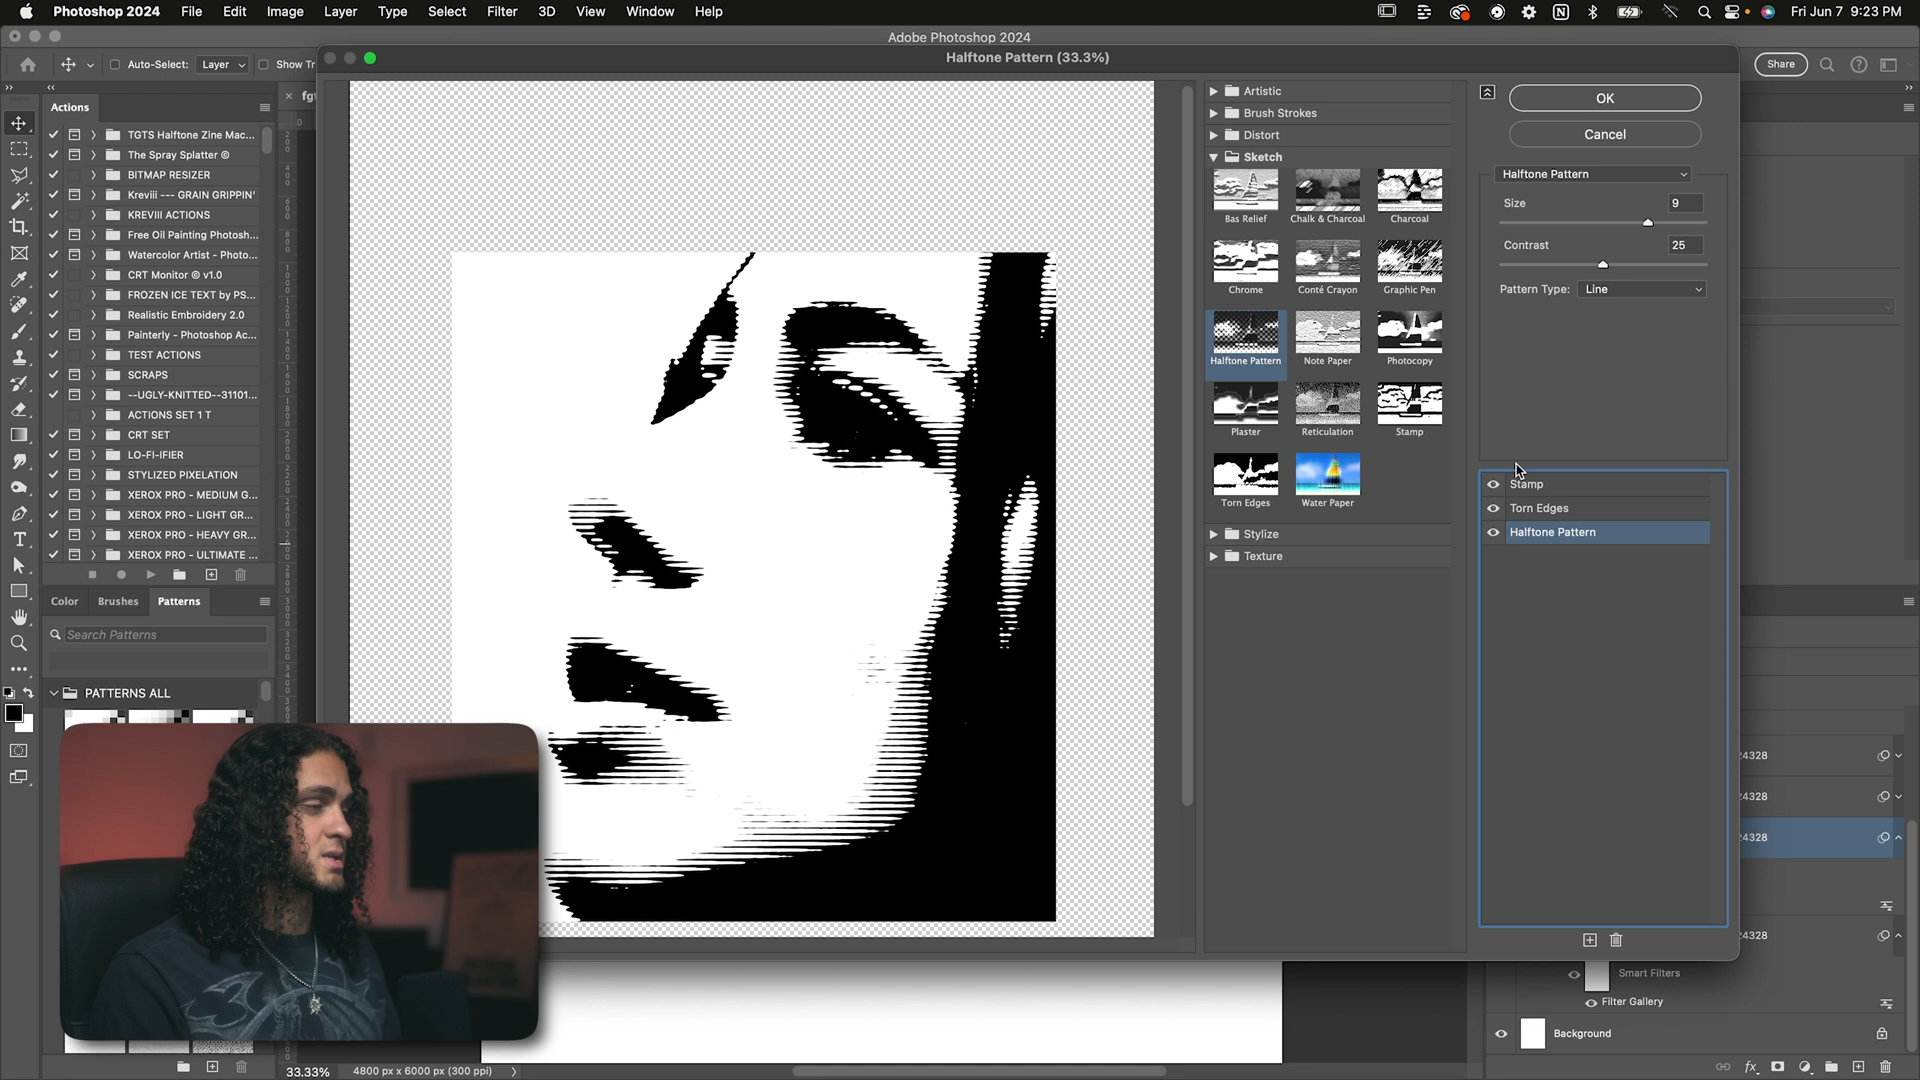 Photoshop 2024 File Edit Image Layer Type Select Filter 3D View Window Help
Fri Jun 7 9:23 PM
Adobe Photoshop 2024
Auto-Select: Layer Show Tr
Share
Halftone Pattern (33.3%)
Actions
TGTS Halftone Zine Mac...
The Spray Splatter ©
BITMAP RESIZER
Kreviii --- GRAIN GRIPPIN'
KREVIII ACTIONS
Free Oil Painting Photosh...
Watercolor Artist - Photo...
CRT Monitor © v1.0
FROZEN ICE TEXT by PS...
Realistic Embroidery 2.0
Painterly - Photoshop Ac...
TEST ACTIONS
SCRAPS
--UGLY-KNITTED--31101...
ACTIONS SET 1 T
CRT SET
LO-FI-IFIER
STYLIZED PIXELATION
XEROX PRO - MEDIUM G...
XEROX PRO - LIGHT GR...
XEROX PRO - HEAVY GR...
XEROX PRO - ULTIMATE ...
Color Brushes Patterns
Search Patterns
PATTERNS ALL
33.33% 4800 px x 6000 px (300 ppi)
Artistic
Brush Strokes
Distort
Sketch
Bas Relief Chalk & Charcoal Charcoal
Chrome Conté Crayon Graphic Pen
Halftone Pattern Note Paper Photocopy
Plaster Reticulation Stamp
Torn Edges Water Paper
Stylize
Texture
OK
Cancel
Halftone Pattern
Size 9
Contrast 25
Pattern Type: Line
Stamp
Torn Edges
Halftone Pattern
24328
24328
24328
24328
Smart Filters
Filter Gallery
Background